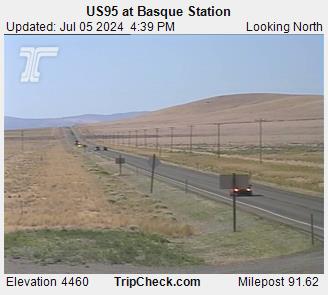 US95 at Basque Station
Updated: Jul 05 2024 4:39 PM Looking North
Elevation 4460 TripCheck.com Milepost 91.62